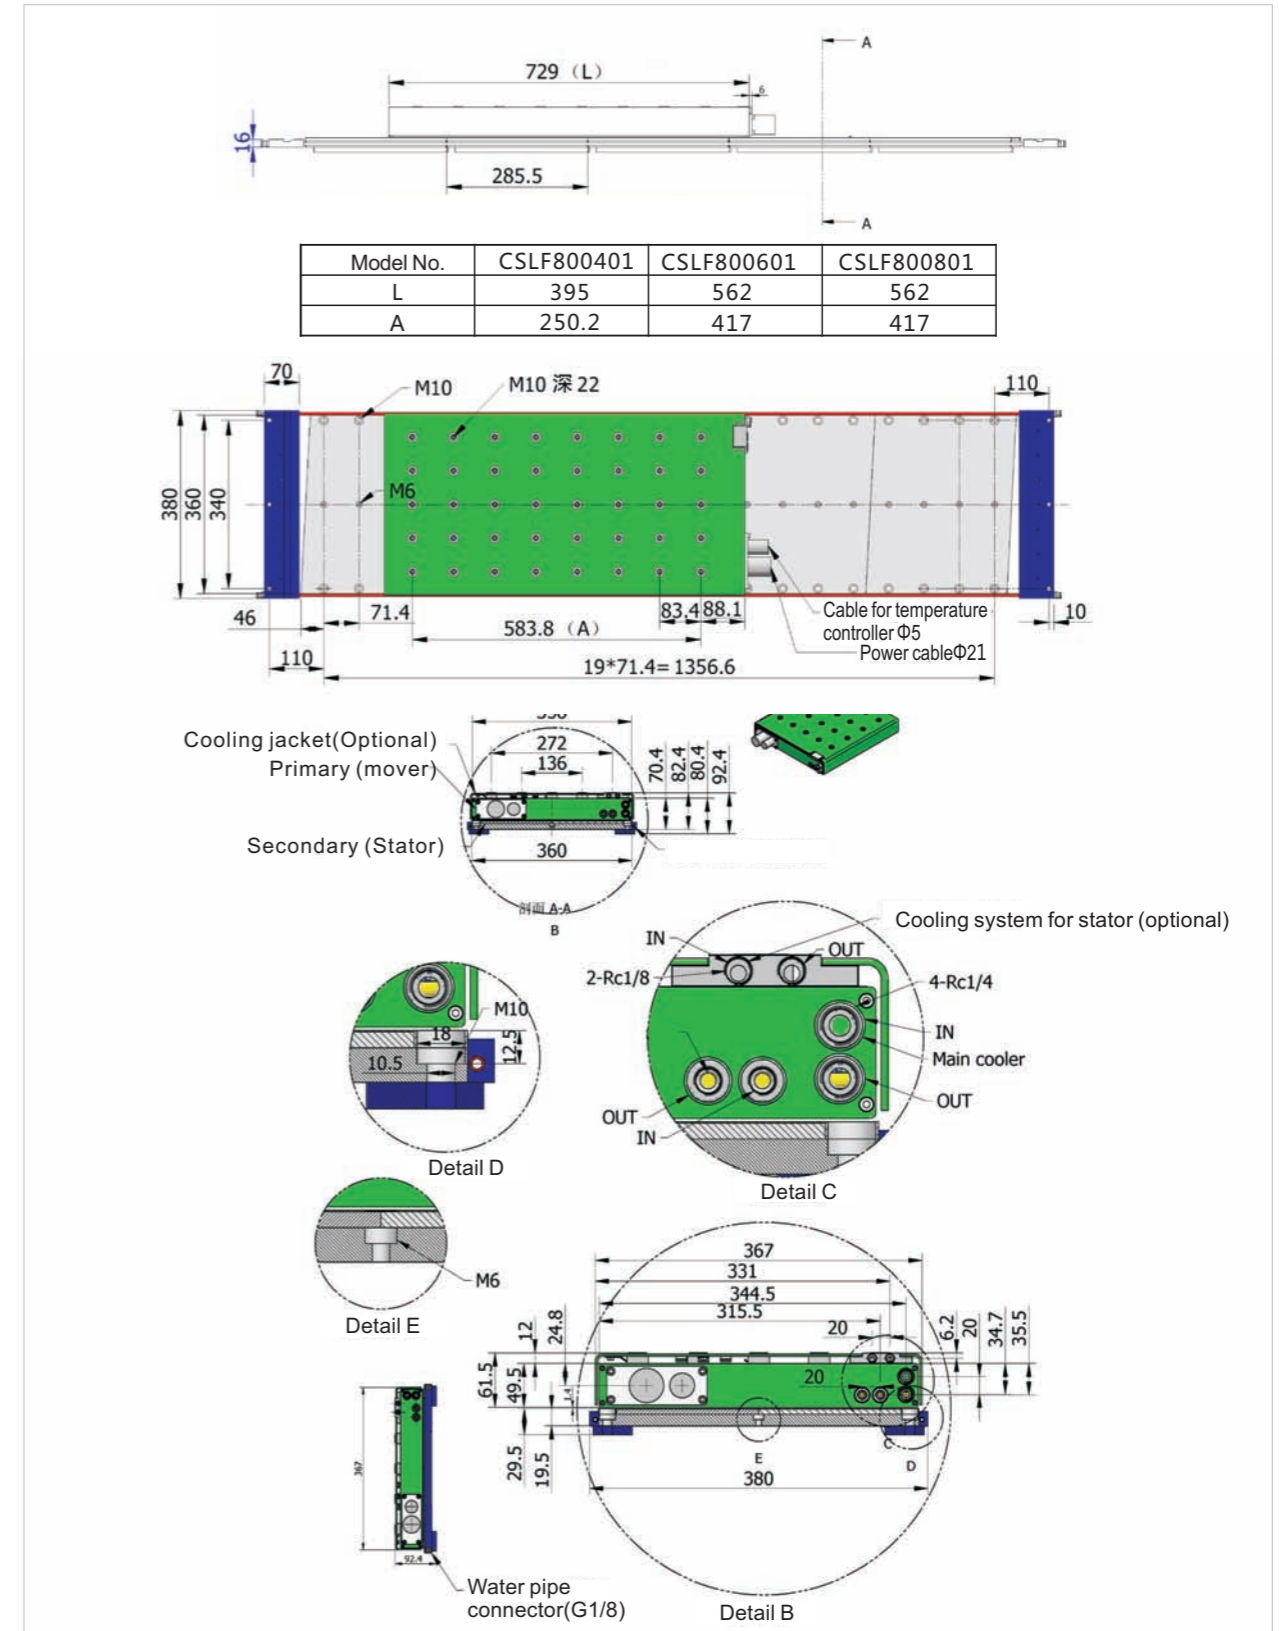 A
729 (L)
6
16
285.5
A
Model No. CSLF800401 CSLF800601 CSLF800801
L 395 562 562
A 250.2 417 417
70
M10
M10 深 22
110
380
360
340
M6
46
71.4
83.4
88.1
583.8 (A)
Cable for temperature
controller Φ5
Power cableΦ21
10
110
19*71.4= 1356.6
Cooling jacket(Optional)
Primary (mover)
272
136
70.4
82.4
80.4
92.4
Secondary (Stator)
360
剖面 A-A
B
Cooling system for stator (optional)
IN
OUT
2-Rc1/8
4-Rc1/4
IN
Main cooler
OUT
OUT
IN
Detail C
M10
18
12.5
10.5
Detail D
M6
Detail E
367
331
344.5
315.5
12
24.8
20
6.2
20
34.7
35.5
61.5
49.5
1.4
20
29.5
19.5
E
C
D
380
Detail B
367
92.4
Water pipe
connector(G1/8)